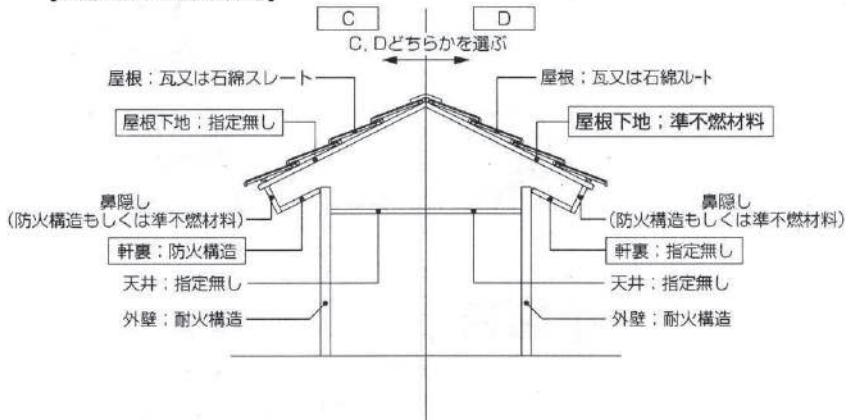 C D
C, Dどちらかを選ぶ
屋根：瓦又は石綿スレート
屋根：瓦又は石綿スレート
屋根下地：指定無し
屋根下地；準不燃材料
鼻隠し
(防火構造もしくは準不燃材料)
鼻隠し
(防火構造もしくは準不燃材料)
軒裏：防火構造
軒裏：指定無し
天井：指定無し
天井：指定無し
外壁：耐火構造
外壁：耐火構造